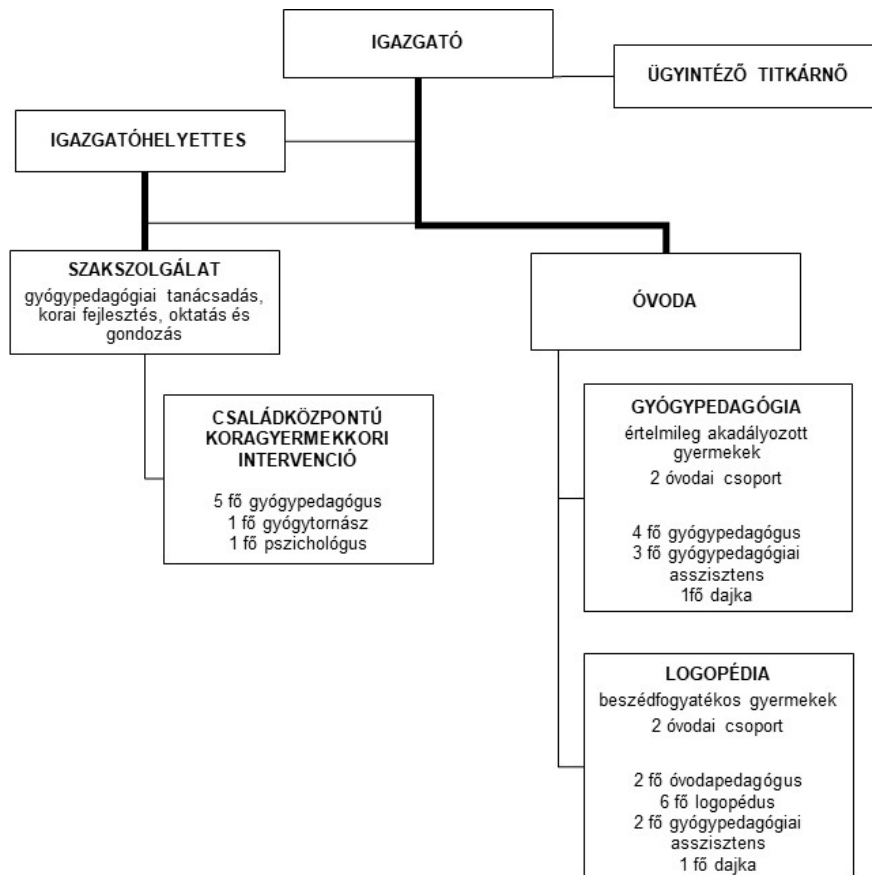 IGAZGATÓ
ÜGYINTÉZŐ TITKÁRNŐ
IGAZGATÓHELYETTES
SZAKSZOLGÁLAT
gyógypedagógiai tanácsadás,
korai fejlesztés, oktatás és
gondozás
ÓVODA
CSALÁDKÖZPONTÚ
KORAGYERMEKKORI
INTERVENCIÓ
5 fő gyógypedagógus
1 fő gyógytornász
1 fő pszichológus
GYÓGYPEDAGÓGIA
értelmileg akadályozott
gyermekek
2 óvodai csoport
4 fő gyógypedagógus
3 fő gyógypedagógiai
asszisztens
1fő dajka
LOGOPÉDIA
beszédfogyatékos gyermekek
2 óvodai csoport
2 fő óvodapedagógus
6 fő logopédus
2 fő gyógypedagógiai
asszisztens
1 fő dajka